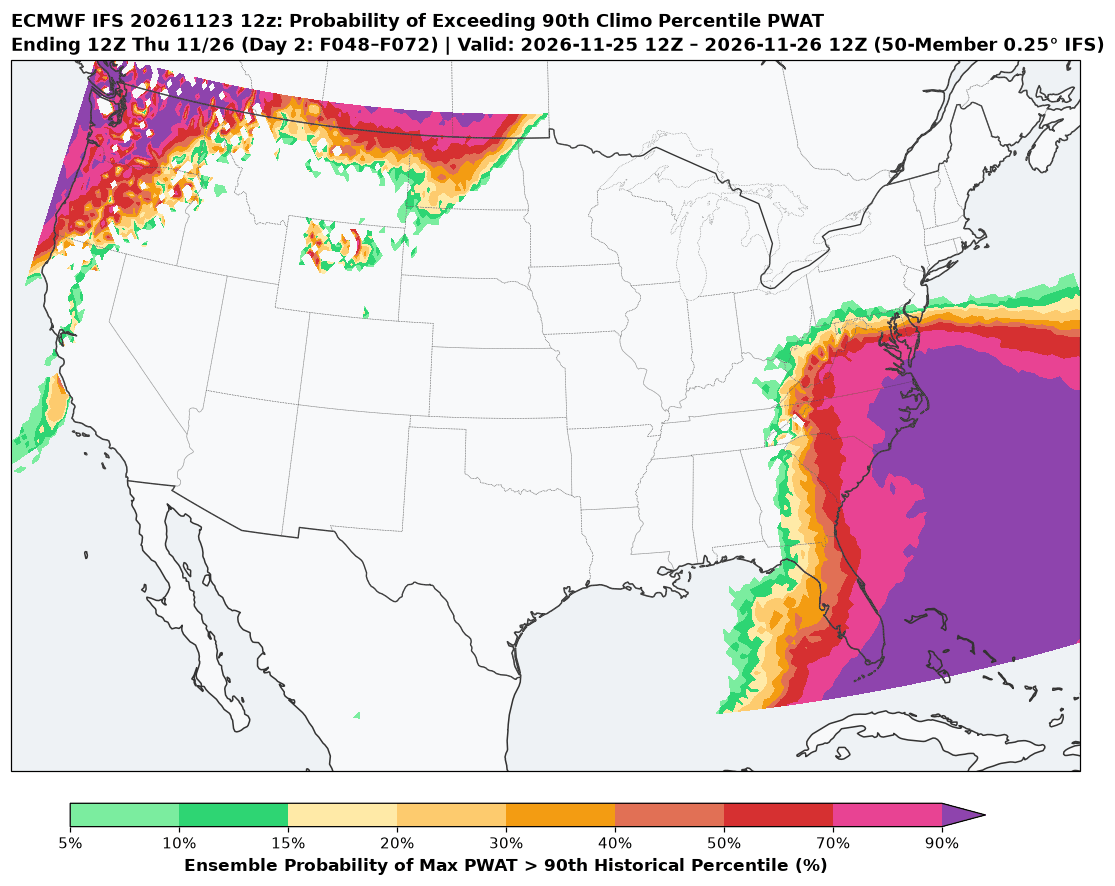 ECMWF IFS 20261123 12z: Probability of Exceeding 90th Climo Percentile PWAT
Ending 12Z Thu 11/26 (Day 2: F048–F072) | Valid: 2026-11-25 12Z – 2026-11-26 12Z (50-Member 0.25° IFS)
5% 10% 15% 20% 30% 40% 50% 70% 90%
Ensemble Probability of Max PWAT > 90th Historical Percentile (%)